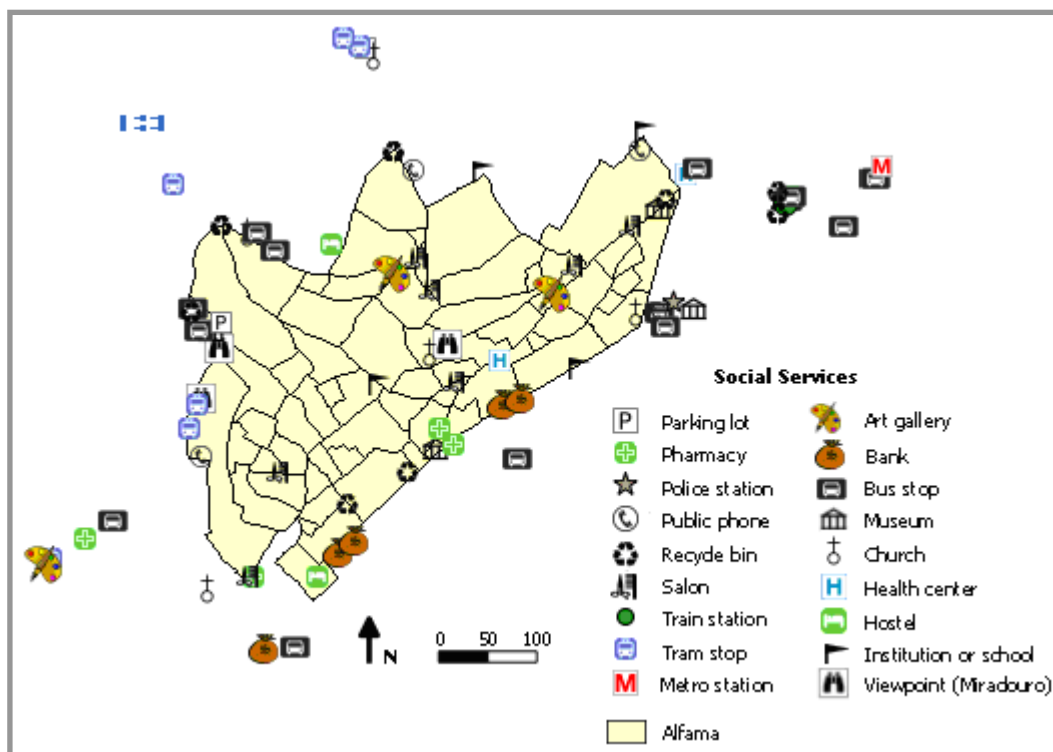 M
P
H
Social Services
P Parking lot
Art gallery
Pharmacy
Bank
Police station
Bus stop
Public phone
Museum
Recycle bin
Church
Salon
H Health center
Train station
Hostel
Tram stop
Institution or school
M Metro station
Viewpoint (Miradouro)
Alfama
N
0 50 100